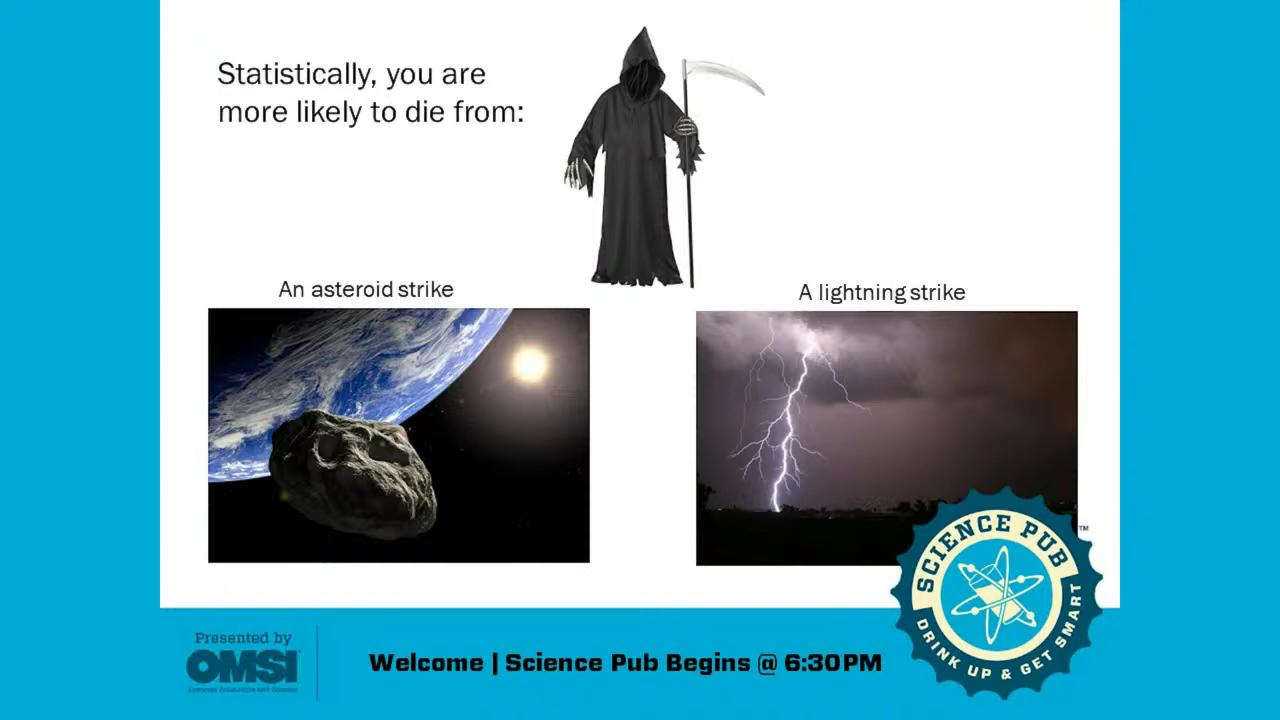 Statistically, you are
more likely to die from:
An asteroid strike
A lightning strike
SCIENCE PUB
DRINK UP & GET SMART
TM
Presented by
OMSI
Welcome | Science Pub Begins @ 6:30PM